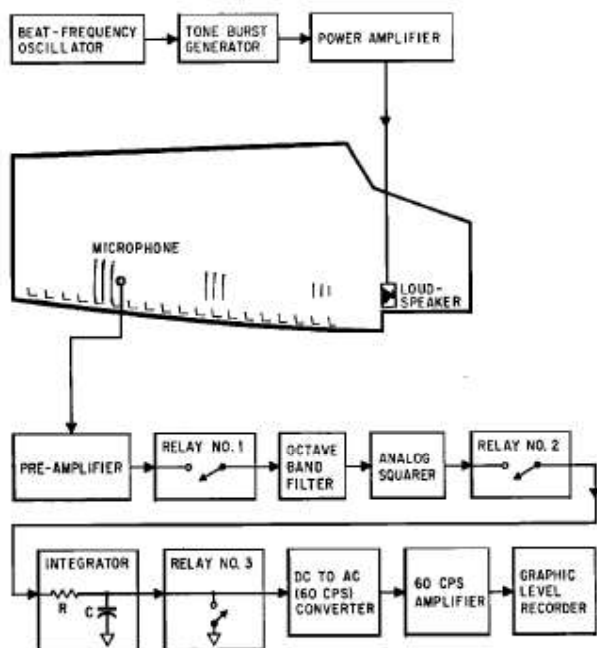 BEAT-FREQUENCY
OSCILLATOR
TONE BURST
GENERATOR
POWER AMPLIFIER
MICROPHONE
LOUD-
SPEAKER
PRE-AMPLIFIER
RELAY NO. 1
OCTAVE
BAND
FILTER
ANALOG
SQUARER
RELAY NO. 2
INTEGRATOR
R
C
RELAY NO. 3
DC TO AC
(60 CPS)
CONVERTER
60 CPS
AMPLIFIER
GRAPHIC
LEVEL
RECORDER